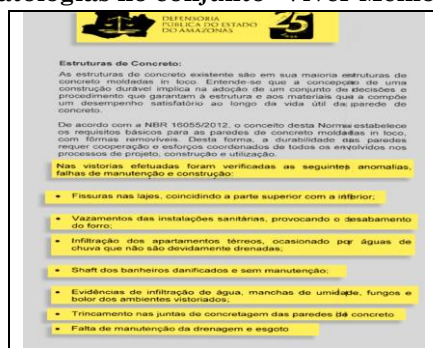 DEFENSORIA
PÚBLICA DO ESTADO
DO AMAZONAS
25
Estruturas de Concreto:
As estruturas de concreto existente são em sua maioria estruturas de
concreto moldadas in loco. Entende-se que a concepção de uma
construção durável implica na adoção de um conjunto de decisões e
procedimento que garantam à estrutura e aos materiais que a compõe
um desempenho satisfatório ao longo da vida útil da parede de
concreto.
De acordo com a NBR 16055/2012, o conceito desta Norma estabelece
os requisitos básicos para as paredes de concreto moldadas in loco,
com fôrmas removíveis. Desta forma, a durabilidade das paredes
requer cooperação e esforços coordenados de todos os envolvidos nos
processos de projeto, construção e utilização.
Nas vistorias efetuadas foram verificadas as seguintes anomalias,
falhas de manutenção e construção:
• Fissuras nas lajes, coincidindo a parte superior com a inferior;
• Vazamentos das instalações sanitárias, provocando o desabamento
do forro;
• Infiltração dos apartamentos térreos, ocasionado por águas de
chuva que não são devidamente drenadas;
• Shaft dos banheiros danificados e sem manutenção;
• Evidências de infiltração de água, manchas de umidade, fungos e
bolor dos ambientes vistoriados;
• Trincamento nas juntas de concretagem das paredes de concreto
• Falta de manutenção da drenagem e esgoto